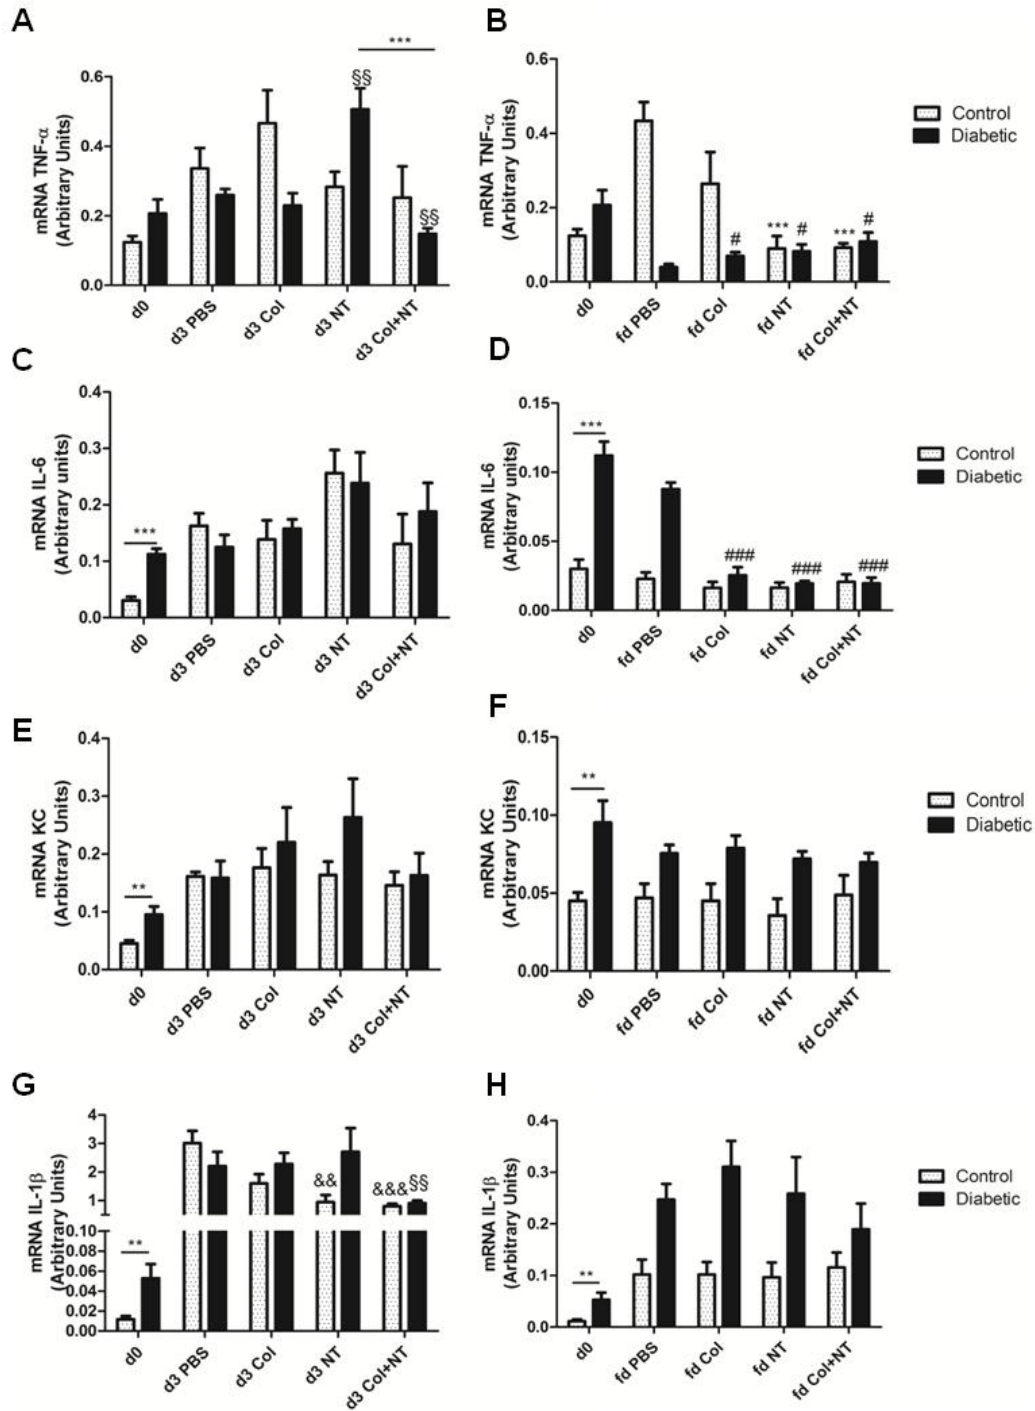 A
mRNA TNF-α
(Arbitrary Units)
0.6
0.4
0.2
0.0
***
§§
§§
d0
d3 PBS
d3 Col
d3 NT
d3 Col+NT
B
mRNA TNF-α
(Arbitrary Units)
0.6
0.4
0.2
0.0
#
***
#
***
#
d0
fd PBS
fd Col
fd NT
fd Col+NT
Control
Diabetic
C
mRNA IL-6
(Arbitrary units)
0.4
0.3
0.2
0.1
0.0
***
d0
d3 PBS
d3 Col
d3 NT
d3 Col+NT
D
mRNA IL-6
(Arbitrary units)
0.15
0.10
0.05
0.00
***
###
###
###
d0
fd PBS
fd Col
fd NT
fd Col+NT
Control
Diabetic
E
mRNA KC
(Arbitrary Units)
0.4
0.3
0.2
0.1
0.0
**
d0
d3 PBS
d3 Col
d3 NT
d3 Col+NT
F
mRNA KC
(Arbitrary Units)
0.15
0.10
0.05
0.00
**
d0
fd PBS
fd Col
fd NT
fd Col+NT
Control
Diabetic
G
mRNA IL-1β
(Arbitrary Units)
4
3
2
1
0.10
0.08
0.06
0.04
0.02
0.00
**
&&
&&&
§§
d0
d3 PBS
d3 Col
d3 NT
d3 Col+NT
H
mRNA IL-1β
(Arbitrary Units)
0.4
0.3
0.2
0.1
0.0
**
d0
fd PBS
fd Col
fd NT
fd Col+NT
Control
Diabetic